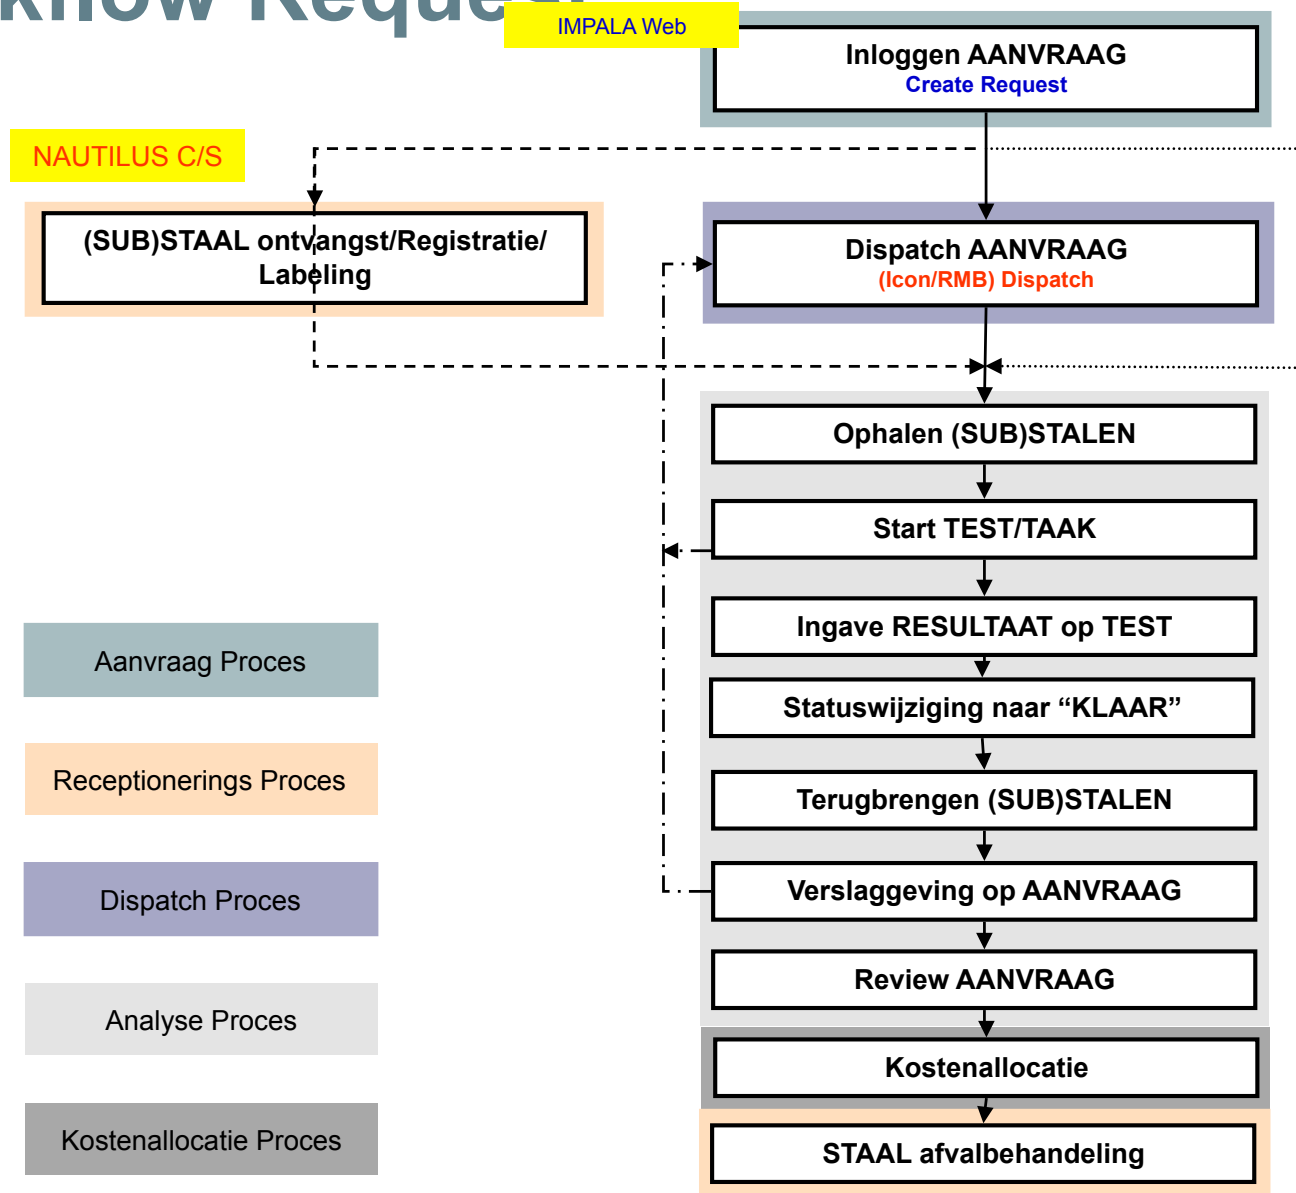 know Request
IMPALA Web
Inloggen AANVRAAG
Create Request
NAUTILUS C/S
(SUB)STAAL ontvangst/Registratie/
Labeling
Dispatch AANVRAAG
(Icon/RMB) Dispatch
Ophalen (SUB)STALEN
Start TEST/TAAK
Ingave RESULTAAT op TEST
Statuswijziging naar “KLAAR”
Terugbrengen (SUB)STALEN
Verslaggeving op AANVRAAG
Review AANVRAAG
Kostenallocatie
STAAL afvalbehandeling
Aanvraag Proces
Receptionerings Proces
Dispatch Proces
Analyse Proces
Kostenallocatie Proces